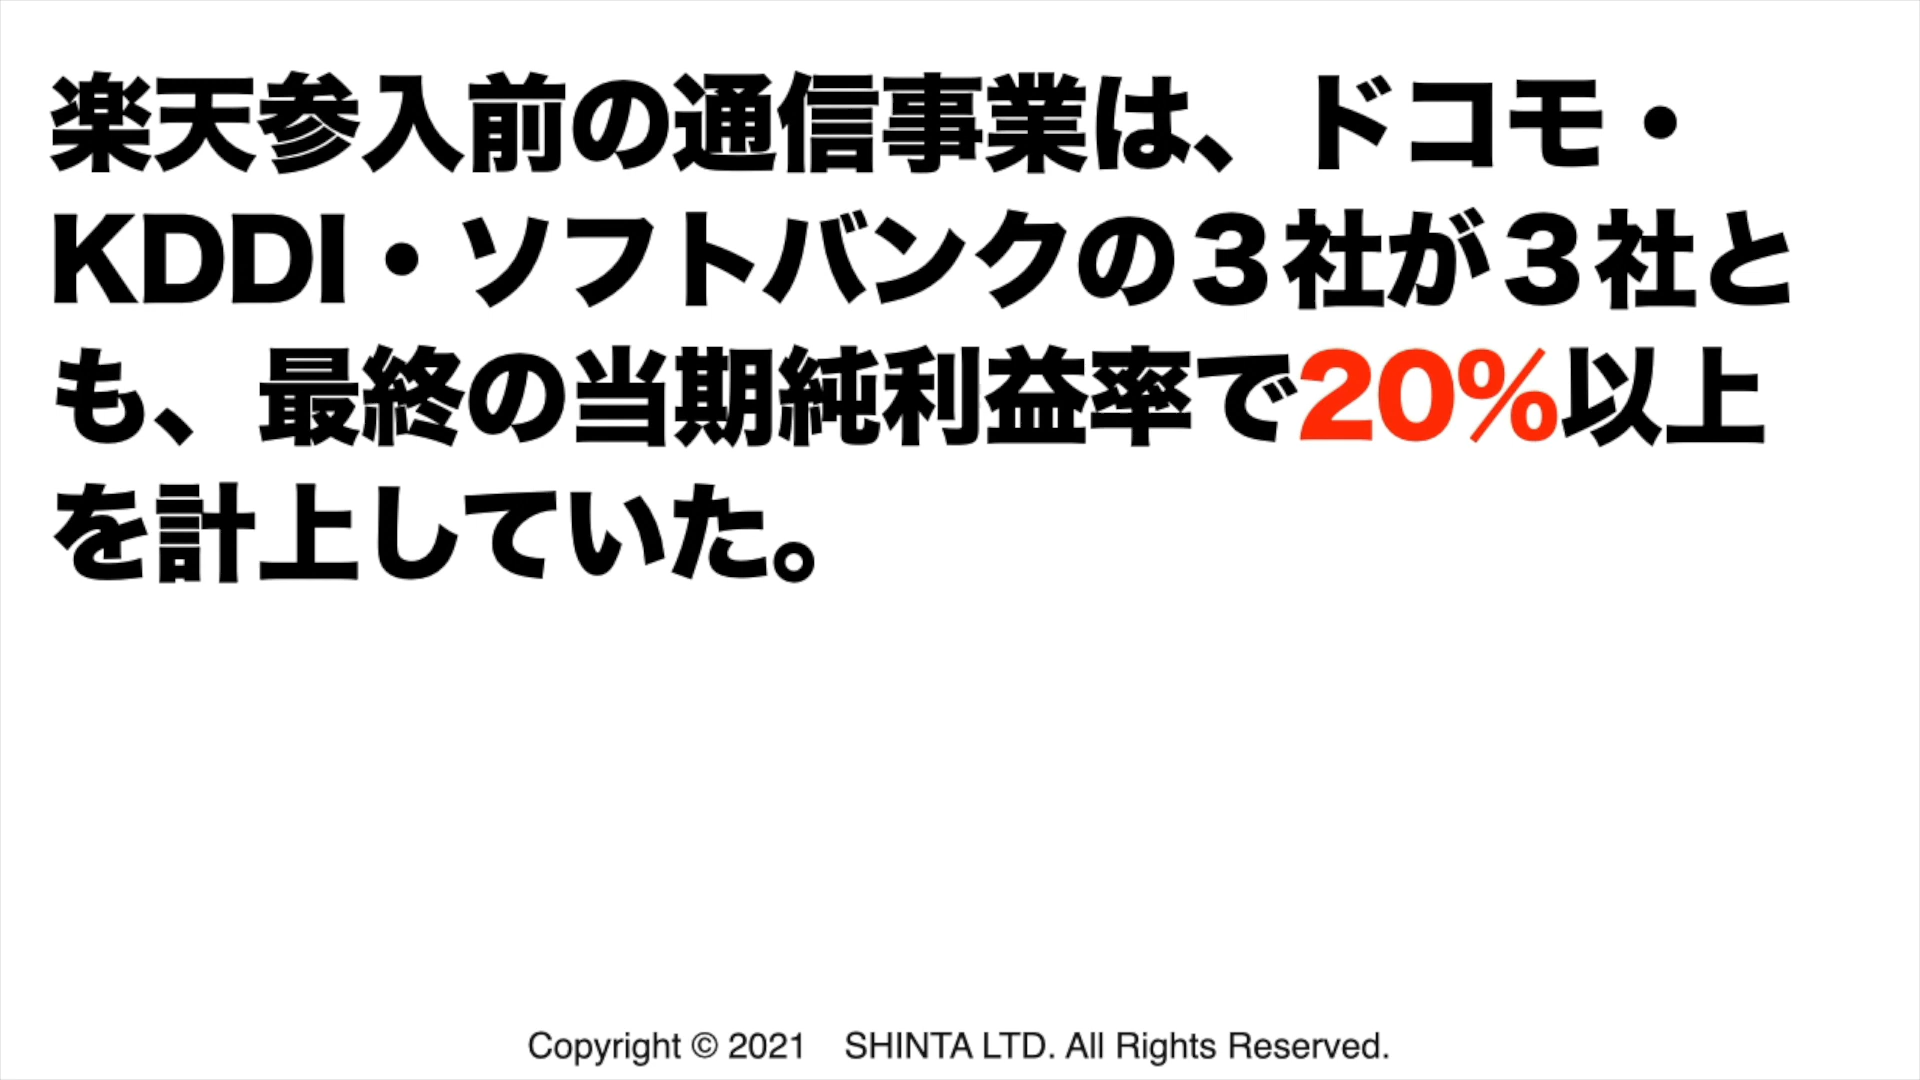 楽天参入前の通信事業は、ドコモ・
KDDI・ソフトバンクの３社が３社と
も、最終の当期純利益率で20%以上
を計上していた。
Copyright © 2021　SHINTA LTD. All Rights Reserved.